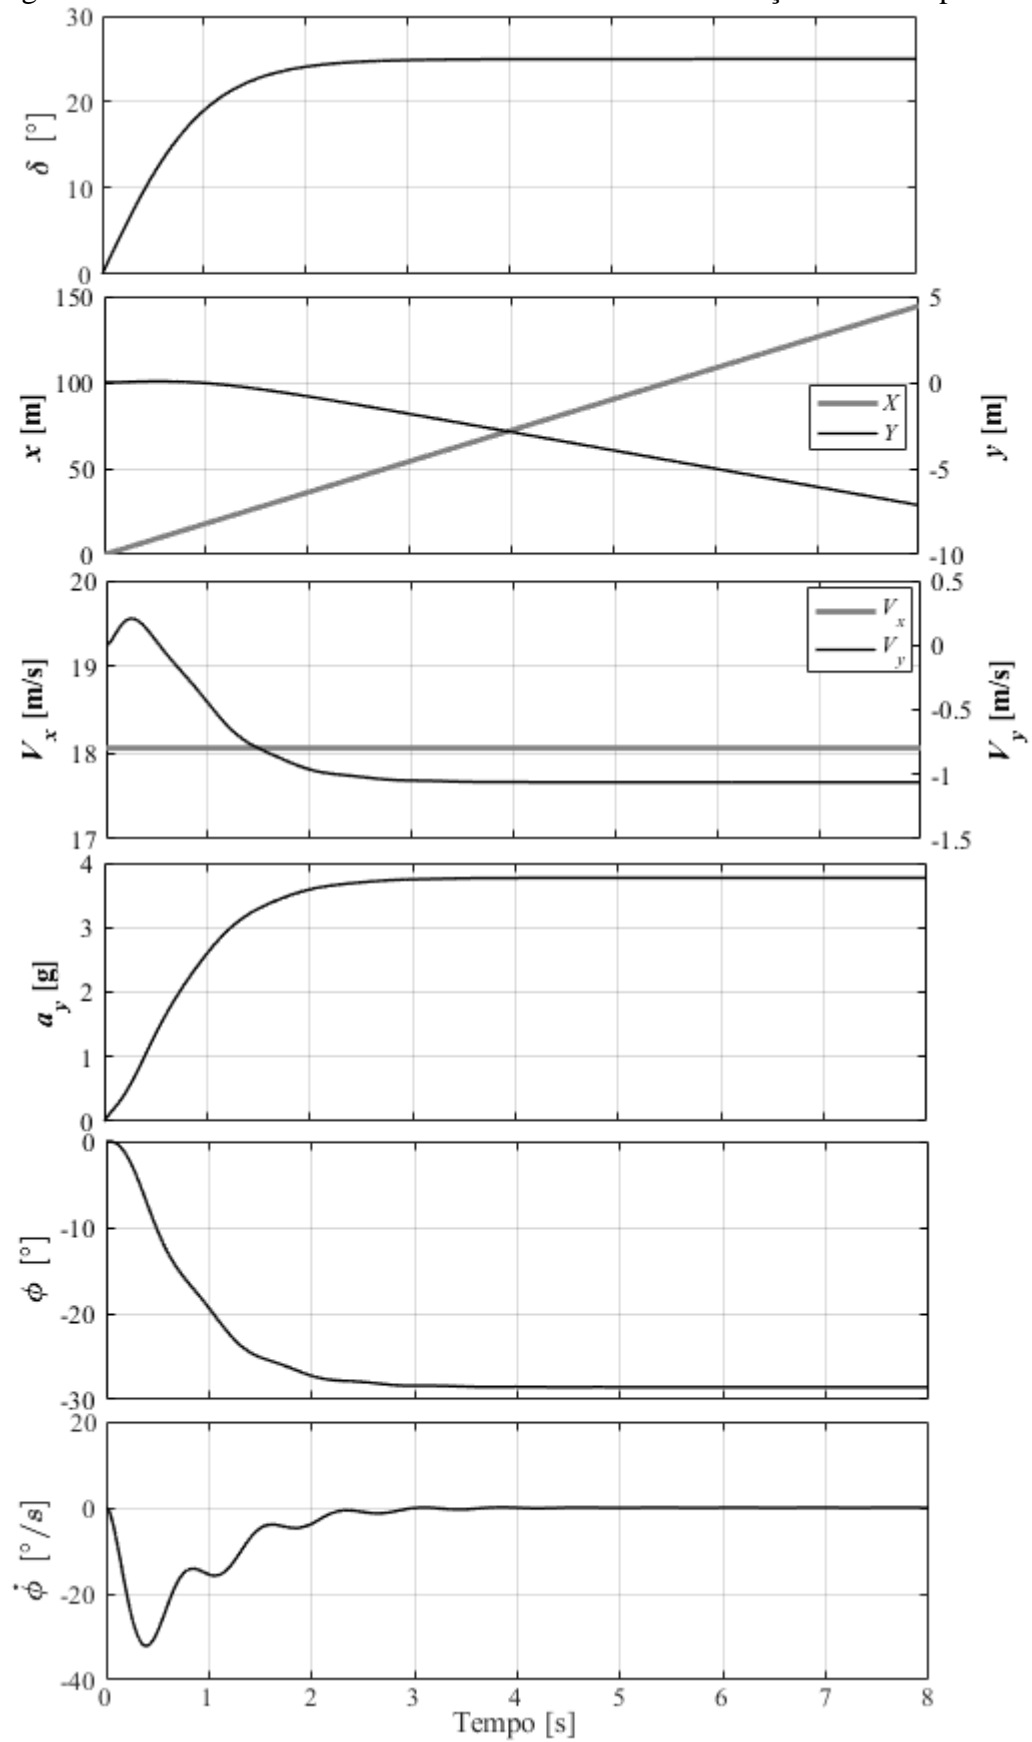 30
20
10
0
δ [°]
150
100
50
0
x [m]
5
0
-5
-10
y [m]
X
Y
20
19
18
17
V_x [m/s]
0.5
0
-0.5
-1
-1.5
V_y [m/s]
V_x
V_y
4
3
2
1
0
a_y [g]
0
-10
-20
-30
ϕ [°]
20
0
-20
-40
ϕ̇ [°/s]
0 1 2 3 4 5 6 7 8
Tempo [s]